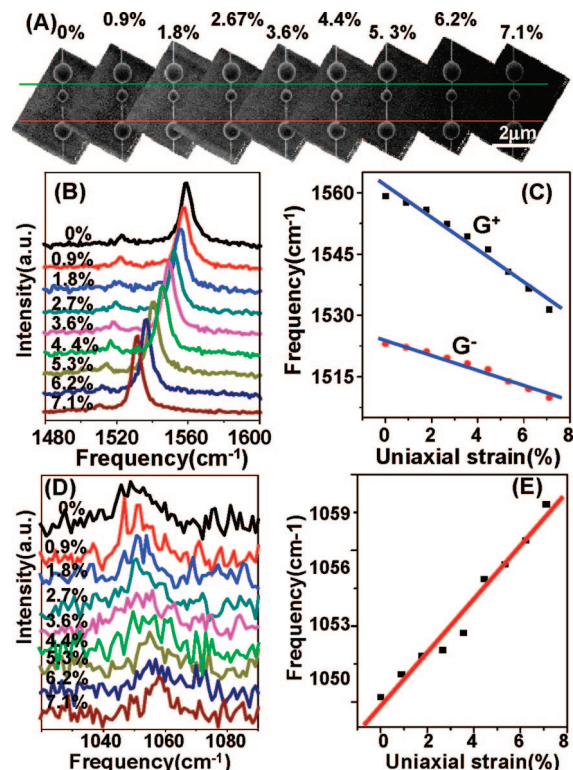 (A)
0% 0.9% 1.8% 2.67% 3.6% 4.4% 5.3% 6.2% 7.1%
2μm
(B)
Intensity(a.u.)
0%
0.9%
1.8%
2.7%
3.6%
4.4%
5.3%
6.2%
7.1%
1480 1520 1560 1600
Frequency(cm-1)
(C)
Frequency(cm-1)
1560
1545
1530
1515
G+
G-
0 2 4 6 8
Uniaxial strain(%)
(D)
Intensity(a.u.)
0%
0.9%
1.8%
2.7%
3.6%
4.4%
5.3%
6.2%
7.1%
1040 1060 1080
Frequency(cm-1)
(E)
Frequency(cm-1)
1059
1056
1053
1050
0 2 4 6 8
Uniaxial strain(%)